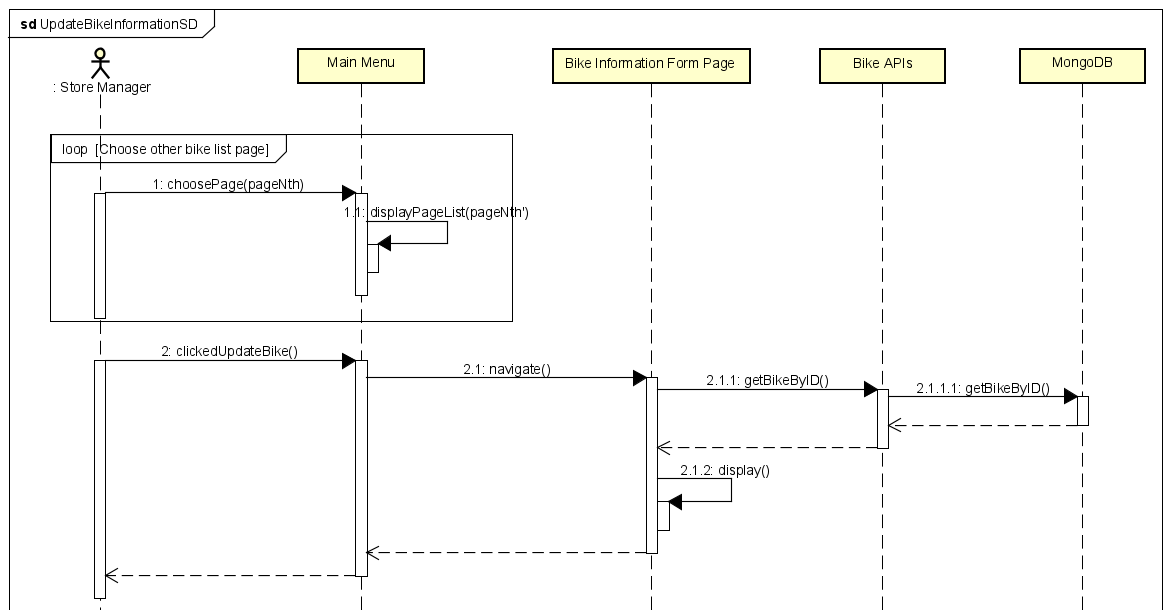 sd UpdateBikeInformationSD
: Store Manager
Main Menu
Bike Information Form Page
Bike APIs
MongoDB
loop [Choose other bike list page]
1: choosePage(pageNth)
1.1: displayPageList(pageNth')
2: clickedUpdateBike()
2.1: navigate()
2.1.1: getBikeByID()
2.1.1.1: getBikeByID()
2.1.2: display()